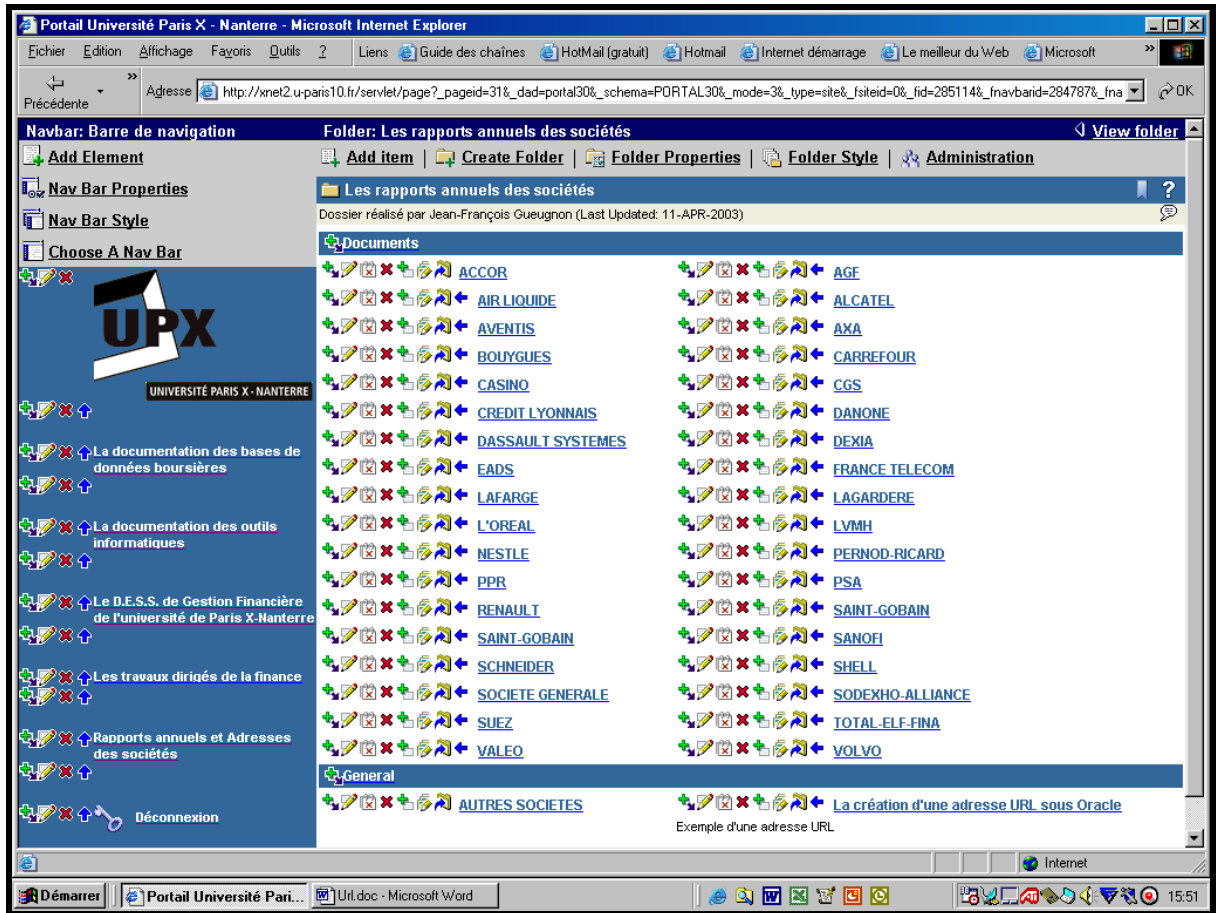 Portail Université Paris X - Nanterre - Microsoft Internet Explorer
Fichier Edition Affichage Favoris Outils ? Liens Guide des chaînes HotMail (gratuit) Hotmail Internet démarrage Le meilleur du Web Microsoft »
Précédente » Adresse http://xnet2.u-paris10.fr/servlet/page?_pageid=31&_dad=portal30&_schema=PORTAL30&_mode=3&_type=site&_fsiteid=0&_fid=285114&_fnavbarid=284787&_fna OK
Navbar: Barre de navigation
Add Element
Nav Bar Properties
Nav Bar Style
Choose A Nav Bar
UPX
UNIVERSITÉ PARIS X - NANTERRE
La documentation des bases de
données boursières
La documentation des outils
informatiques
Le D.E.S.S. de Gestion Financière
de l'université de Paris X-Nanterre
Les travaux dirigés de la finance
Rapports annuels et Adresses
des sociétés
Déconnexion
Folder: Les rapports annuels des sociétés View folder
Add item | Create Folder | Folder Properties | Folder Style | Administration
Les rapports annuels des sociétés ?
Dossier réalisé par Jean-François Gueugnon (Last Updated: 11-APR-2003)
Documents
ACCOR AGF
AIR LIQUIDE ALCATEL
AVENTIS AXA
BOUYGUES CARREFOUR
CASINO CGS
CREDIT LYONNAIS DANONE
DASSAULT SYSTEMES DEXIA
EADS FRANCE TELECOM
LAFARGE LAGARDERE
L'OREAL LVMH
NESTLE PERNOD-RICARD
PPR PSA
RENAULT SAINT-GOBAIN
SAINT-GOBAIN SANOFI
SCHNEIDER SHELL
SOCIETE GENERALE SODEXHO-ALLIANCE
SUEZ TOTAL-ELF-FINA
VALEO VOLVO
General
AUTRES SOCIETES La création d'une adresse URL sous Oracle
Exemple d'une adresse URL
Internet
Démarrer Portail Université Pari... Url.doc - Microsoft Word 15:51